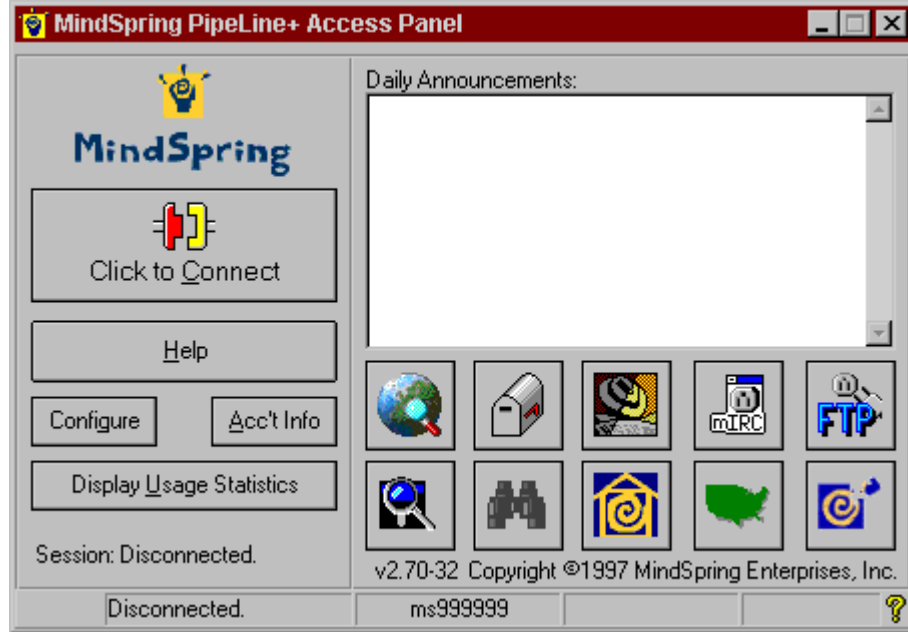 MindSpring PipeLine+ Access Panel
MindSpring
Click to Connect
Help
Configure
Acc't Info
Display Usage Statistics
Session: Disconnected.
Daily Announcements:
mIRC
FTP
v2.70-32 Copyright ©1997 MindSpring Enterprises, Inc.
Disconnected.
ms999999
?